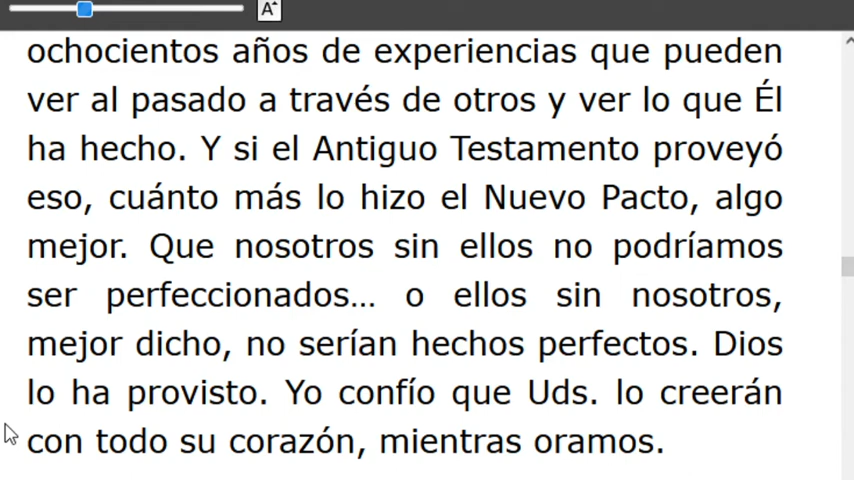 A
ochocientos años de experiencias que pueden
ver al pasado a través de otros y ver lo que Él
ha hecho. Y si el Antiguo Testamento proveyó
eso, cuánto más lo hizo el Nuevo Pacto, algo
mejor. Que nosotros sin ellos no podríamos
ser perfeccionados... o ellos sin nosotros,
mejor dicho, no serían hechos perfectos. Dios
lo ha provisto. Yo confío que Uds. lo creerán
con todo su corazón, mientras oramos.